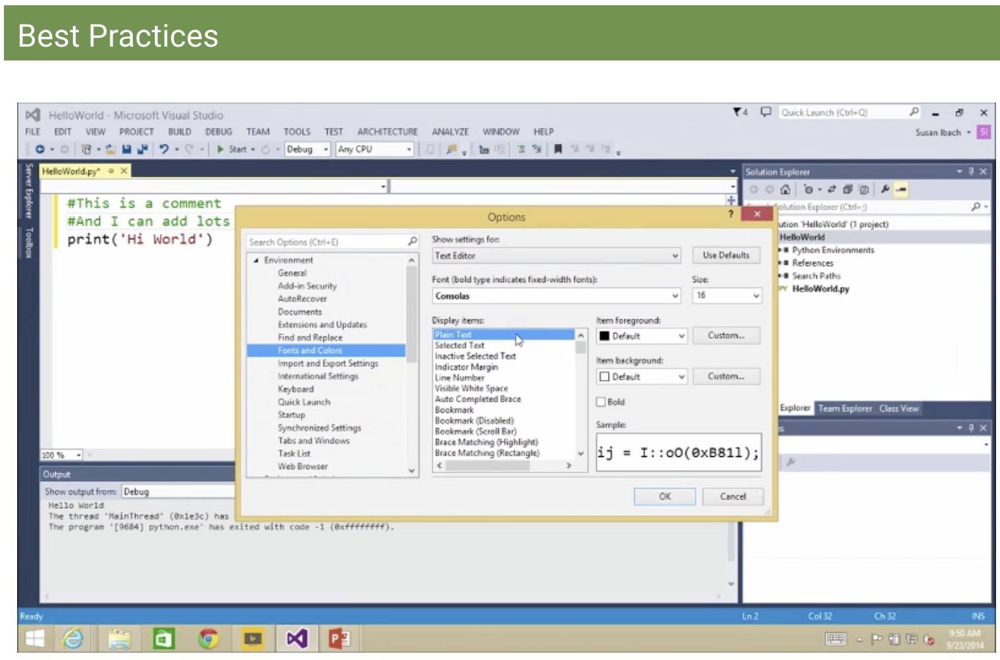 Best Practices
HelloWorld - Microsoft Visual Studio
4
Quick Launch (Ctrl+Q)
FILE EDIT VIEW PROJECT BUILD DEBUG TEAM TOOLS TEST ARCHITECTURE ANALYZE WINDOW HELP
Susan Ibach
SI
Start
Debug
Any CPU
Server Explorer
Toolbox
HelloWorld.py*
#This is a comment
#And I can add lots
print('Hi World')
100 %
Output
Show output from: Debug
Hello World
The thread 'MainThread' (0x1e3c) has
The program '[9684] python.exe' has exited with code -1 (0xffffffff).
Options
?
Search Options (Ctrl+E)
Environment
General
Add-in Security
AutoRecover
Documents
Extensions and Updates
Find and Replace
Fonts and Colors
Import and Export Settings
International Settings
Keyboard
Quick Launch
Startup
Synchronized Settings
Tabs and Windows
Task List
Web Browser
Show settings for:
Text Editor
Use Defaults
Font (bold type indicates fixed-width fonts):
Size:
Consolas
16
Display items:
Plain Text
Selected Text
Inactive Selected Text
Indicator Margin
Line Number
Visible White Space
Auto Completed Brace
Bookmark
Bookmark (Disabled)
Bookmark (Scroll Bar)
Brace Matching (Highlight)
Brace Matching (Rectangle)
Item foreground:
Default
Custom...
Item background:
Default
Custom...
Bold
Sample:
ij = I::oO(0xB81l);
OK
Cancel
Solution Explorer
Solution Explorer (Ctrl+;)
ution 'HelloWorld' (1 project)
HelloWorld
Python Environments
References
Search Paths
PY HelloWorld.py
Explorer Team Explorer Class View
es
Ready
Ln 2
Col 32
Ch 32
INS
9:50 AM
9/23/2014